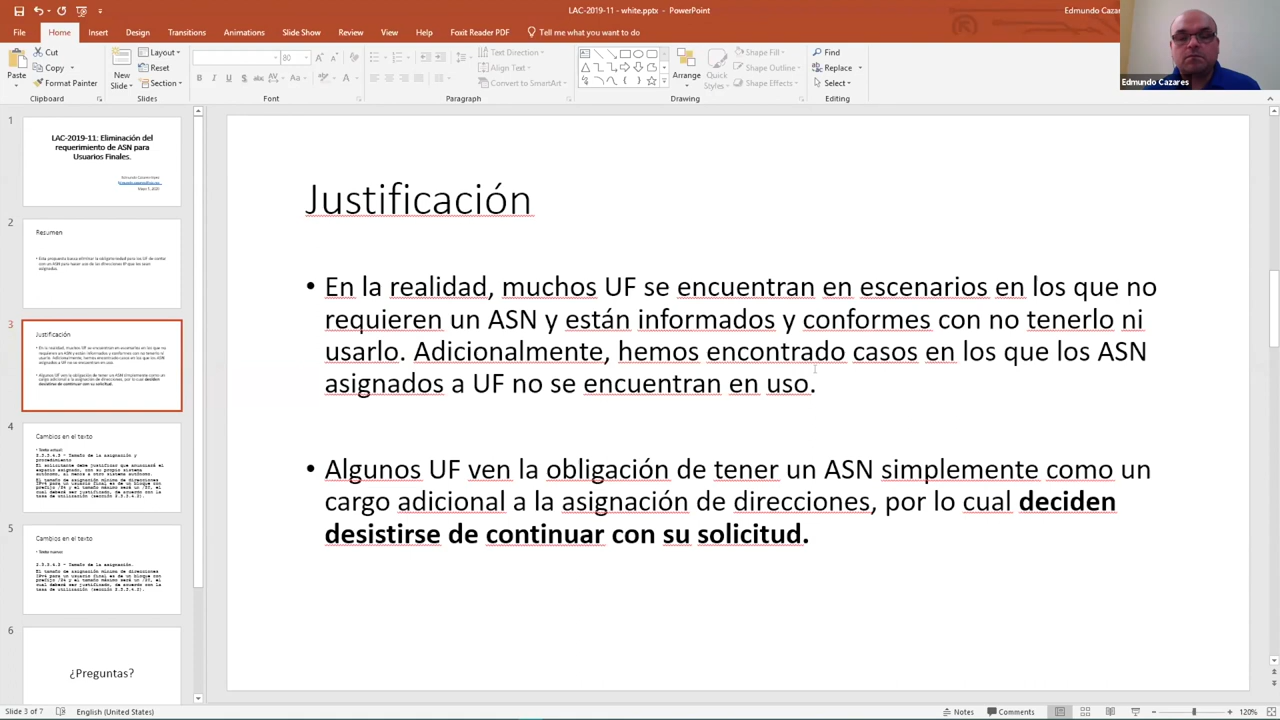 LAC-2019-11 - white.pptx - PowerPoint
Edmundo Cazares
File Home Insert Design Transitions Animations Slide Show Review View Help Foxit Reader PDF Tell me what you want to do
Paste
Cut
Copy
Format Painter
Clipboard
New
Slide
Layout
Reset
Section
Slides
80
Font
Text Direction
Align Text
Convert to SmartArt
Paragraph
Arrange
Quick
Styles
Shape Fill
Shape Outline
Shape Effects
Drawing
Find
Replace
Select
Editing
1
LAC-2019-11: Eliminación del
requerimiento de ASN para
Usuarios Finales.
2
Resumen
3
Justificación
4
Cambios en el texto
5
Cambios en el texto
6
¿Preguntas?
Justificación
• En la realidad, muchos UF se encuentran en escenarios en los que no
requieren un ASN y están informados y conformes con no tenerlo ni
usarlo. Adicionalmente, hemos encontrado casos en los que los ASN
asignados a UF no se encuentran en uso.
• Algunos UF ven la obligación de tener un ASN simplemente como un
cargo adicional a la asignación de direcciones, por lo cual deciden
desistirse de continuar con su solicitud.
Slide 3 of 7 English (United States)
Notes Comments 120%